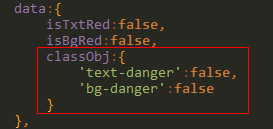 data:{
isTxtRed:false,
isBgRed:false,
classObj:{
'text-danger':false,
'bg-danger':false
}
},